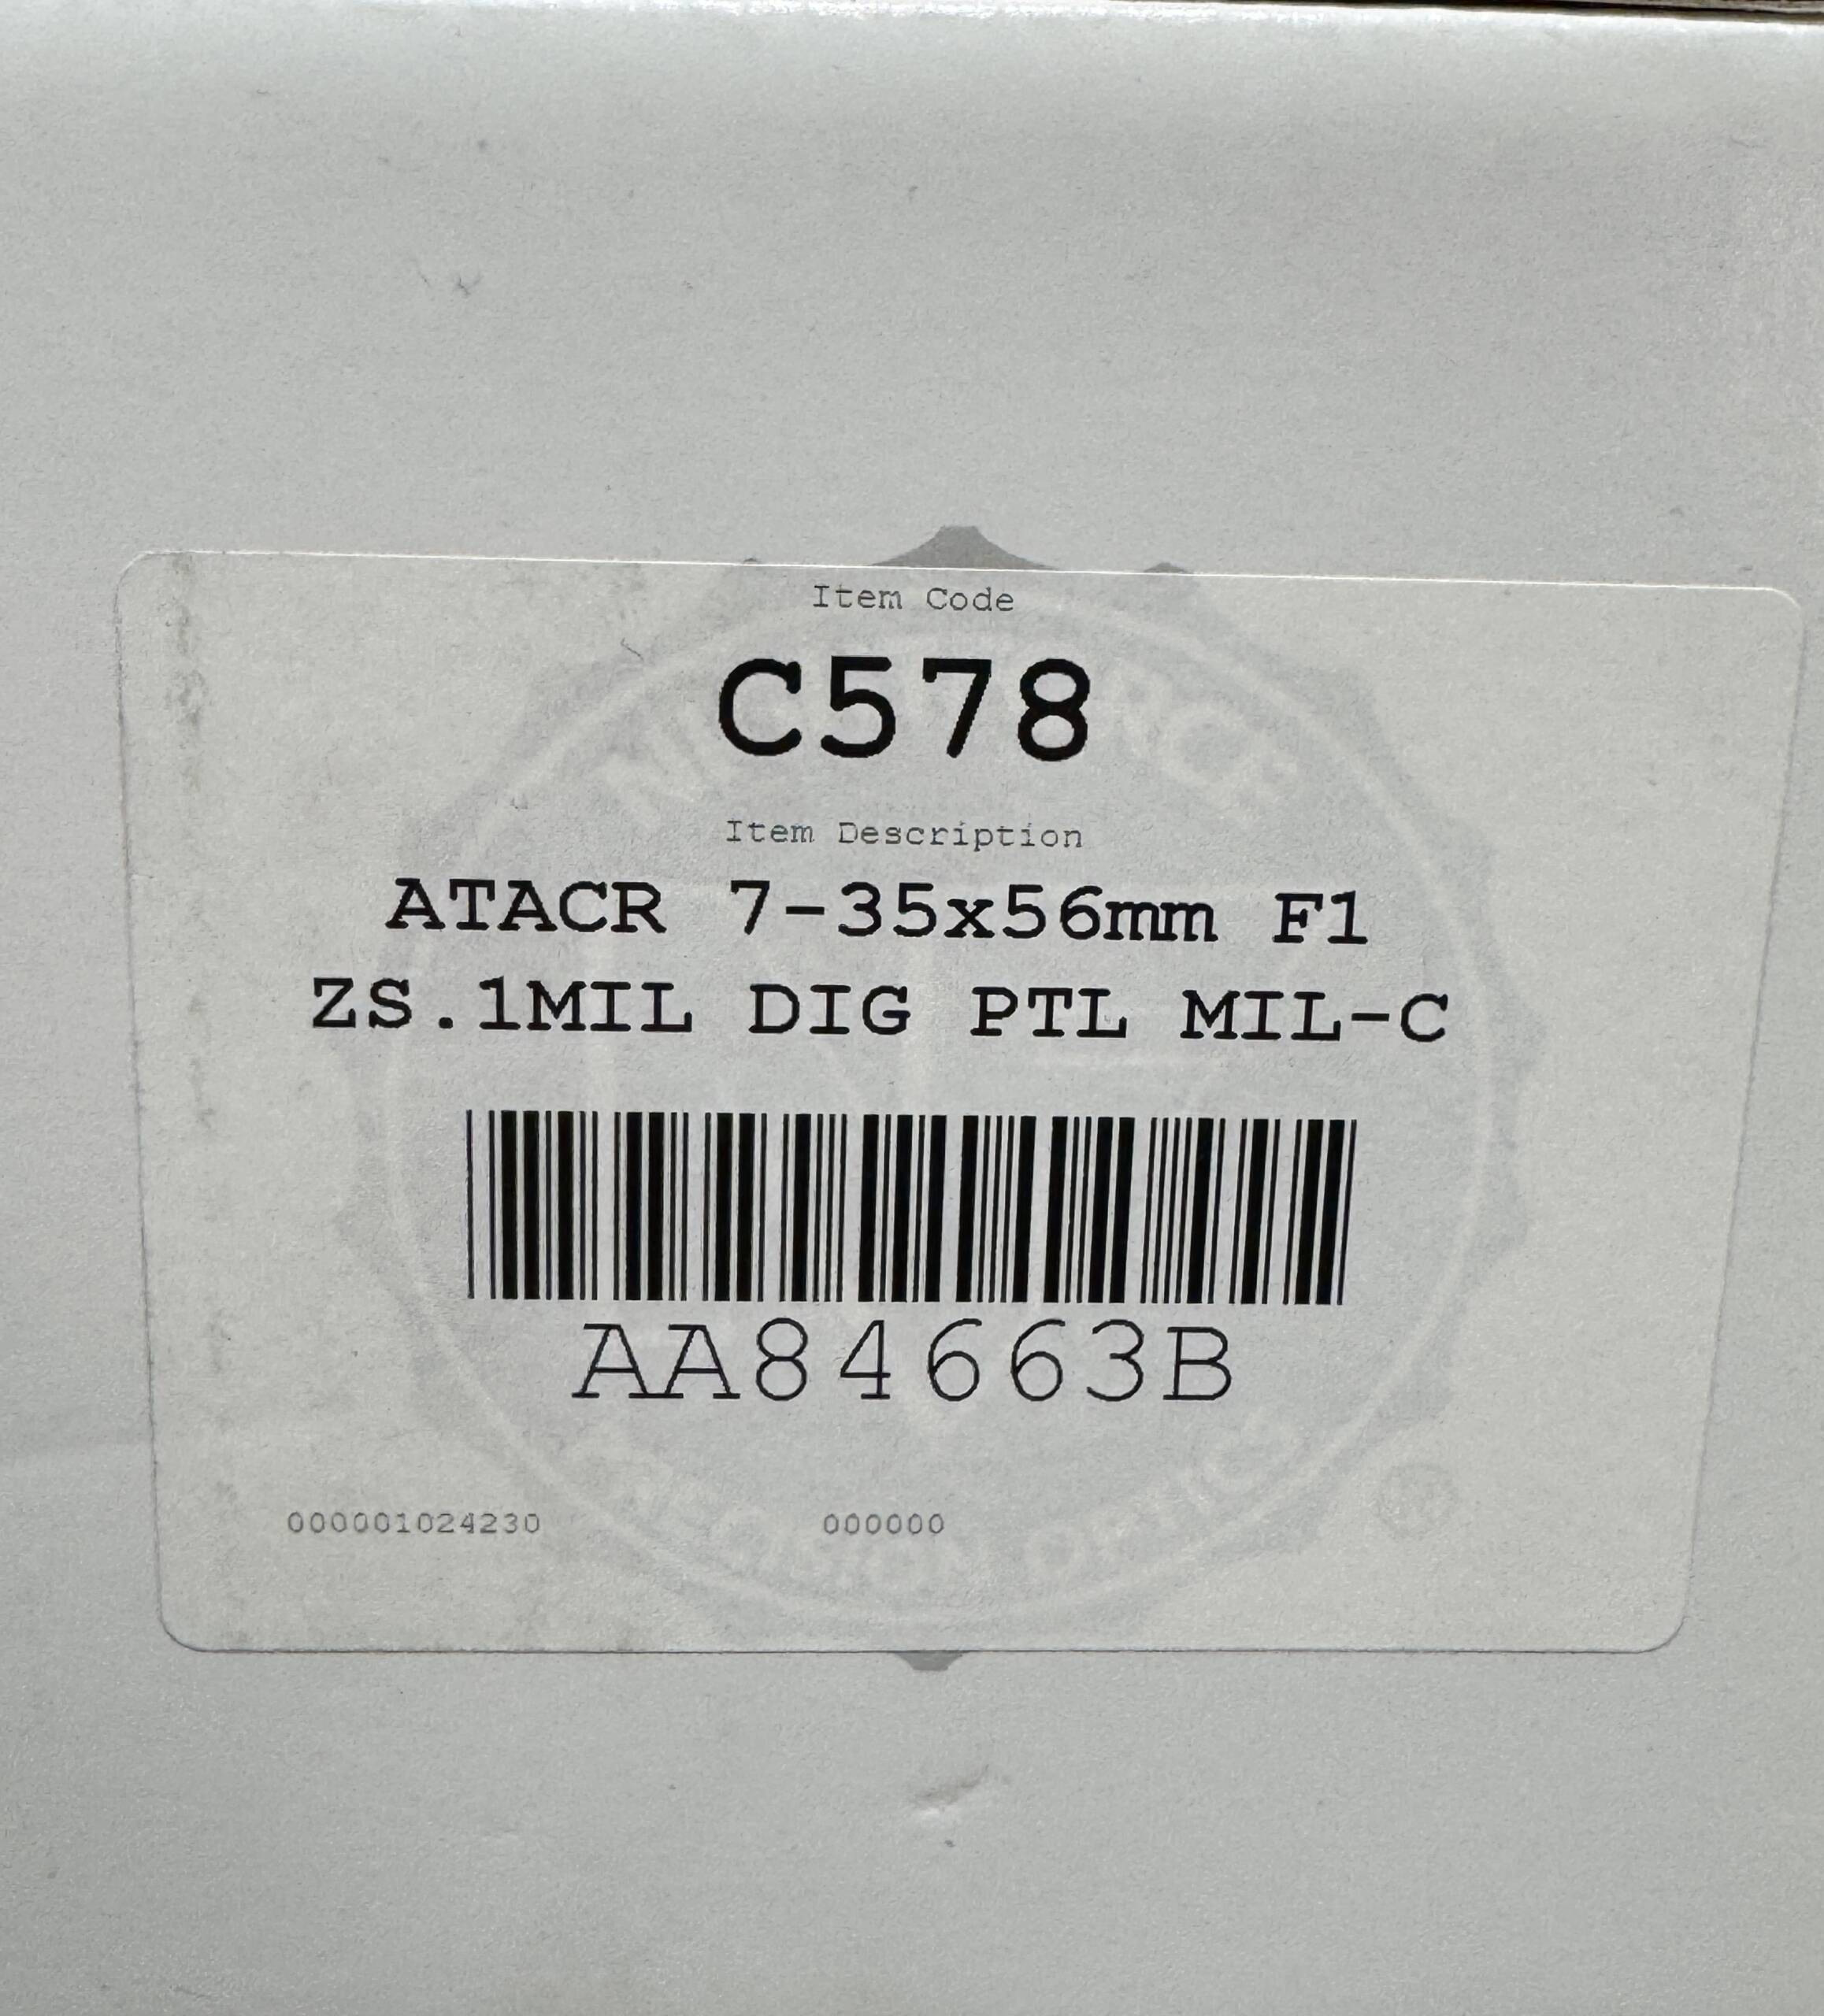 Item Code
C578
Item Description
ATACR 7-35x56mm F1
ZS.1MIL DIG PTL MIL-C
AA84663B
000001024230 000000